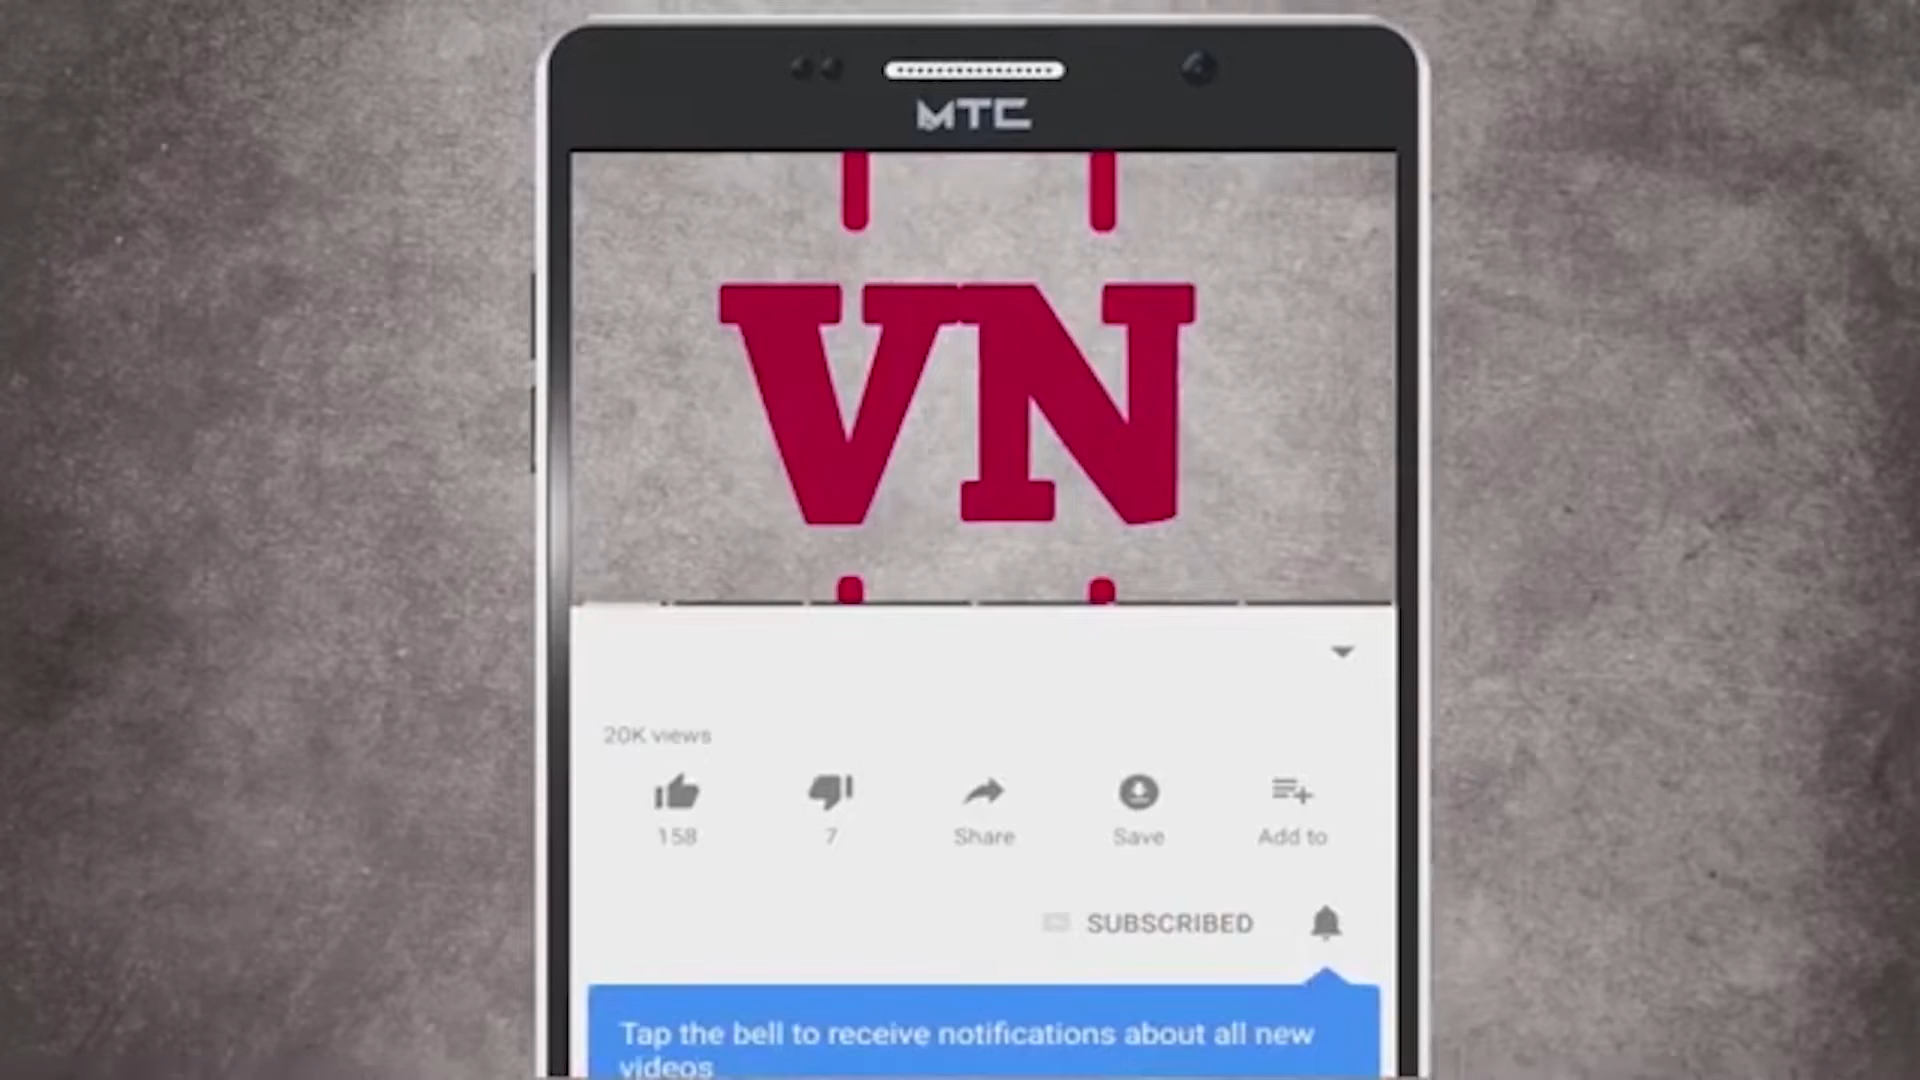 MTC
VN
20K views
158
7
Share
Save
Add to
SUBSCRIBED
Tap the bell to receive notifications about all new
videos